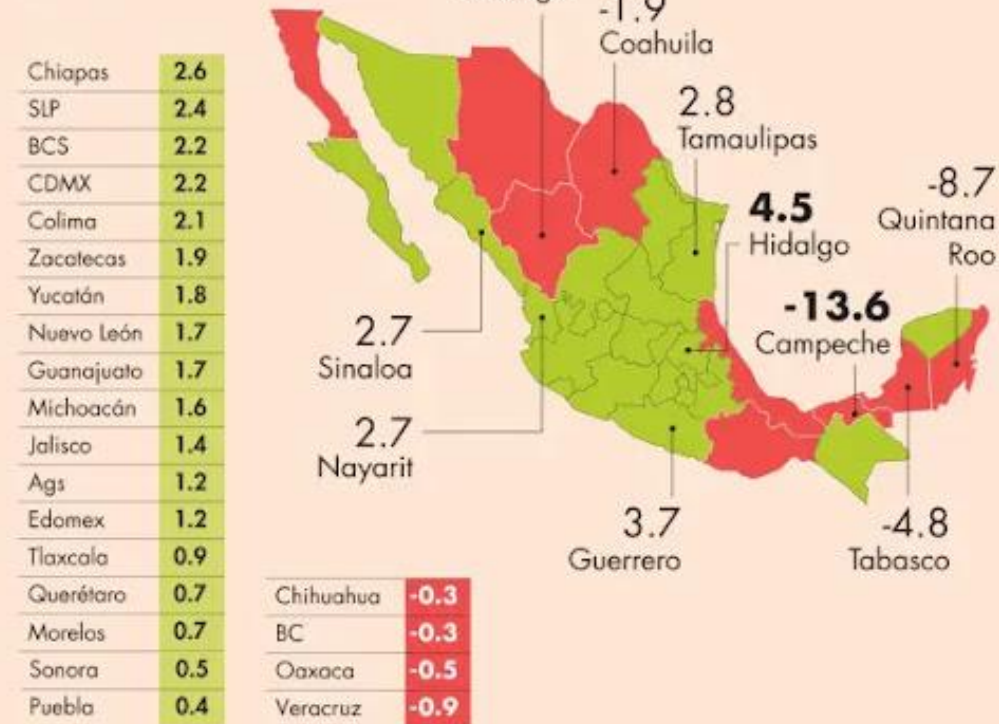 Chiapas 2.6
SLP 2.4
BCS 2.2
CDMX 2.2
Colima 2.1
Zacatecas 1.9
Yucatán 1.8
Nuevo León 1.7
Guanajuato 1.7
Michoacán 1.6
Jalisco 1.4
Ags 1.2
Edomex 1.2
Tlaxcala 0.9
Querétaro 0.7
Morelos 0.7
Sonora 0.5
Puebla 0.4
-1.9
Coahuila
2.8
Tamaulipas
4.5
Hidalgo
-8.7
Quintana
Roo
-13.6
Campeche
2.7
Sinaloa
2.7
Nayarit
3.7
Guerrero
-4.8
Tabasco
Chihuahua -0.3
BC -0.3
Oaxaca -0.5
Veracruz -0.9